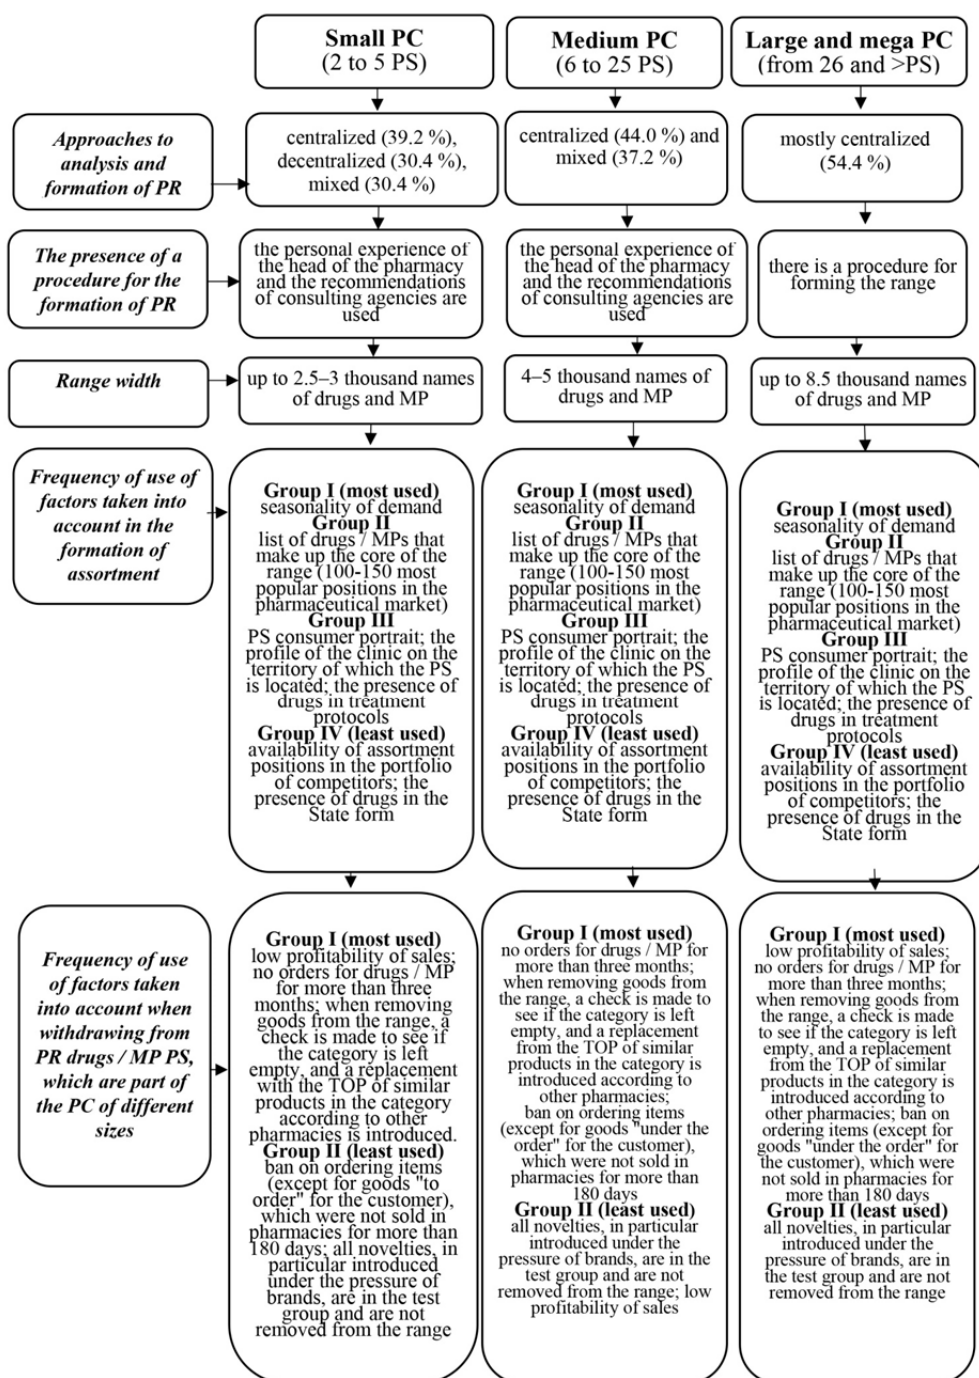 Small PC
(2 to 5 PS)
Medium PC
(6 to 25 PS)
Large and mega PC
(from 26 and >PS)
Approaches to
analysis and
formation of PR
centralized (39.2 %),
decentralized (30.4 %),
mixed (30.4 %)
centralized (44.0 %) and
mixed (37.2 %)
mostly centralized
(54.4 %)
The presence of a
procedure for the
formation of PR
the personal experience of
the head of the pharmacy
and the recommendations
of consulting agencies are
used
the personal experience of
the head of the pharmacy
and the recommendations
of consulting agencies are
used
there is a procedure for
forming the range
Range width
up to 2.5–3 thousand names
of drugs and MP
4–5 thousand names of
drugs and MP
up to 8.5 thousand names
of drugs and MP
Frequency of use of
factors taken into
account in the
formation of
assortment
Group I (most used)
seasonality of demand
Group II
list of drugs / MPs that
make up the core of the
range (100-150 most
popular positions in the
pharmaceutical market)
Group III
PS consumer portrait; the
profile of the clinic on the
territory of which the PS
is located; the presence of
drugs in treatment
protocols
Group IV (least used)
availability of assortment
positions in the portfolio
of competitors; the
presence of drugs in the
State form
Group I (most used)
seasonality of demand
Group II
list of drugs / MPs that
make up the core of the
range (100-150 most
popular positions in the
pharmaceutical market)
Group III
PS consumer portrait; the
profile of the clinic on the
territory of which the PS
is located; the presence of
drugs in treatment
protocols
Group IV (least used)
availability of assortment
positions in the portfolio
of competitors; the
presence of drugs in the
State form
Group I (most used)
seasonality of demand
Group II
list of drugs / MPs that
make up the core of the
range (100-150 most
popular positions in the
pharmaceutical market)
Group III
PS consumer portrait; the
profile of the clinic on the
territory of which the PS
is located; the presence of
drugs in treatment
protocols
Group IV (least used)
availability of assortment
positions in the portfolio
of competitors; the
presence of drugs in the
State form
Frequency of use
of factors taken
into account when
withdrawing from
PR drugs / MP PS,
which are part of
the PC of different
sizes
Group I (most used)
low profitability of sales;
no orders for drugs / MP
for more than three
months; when removing
goods from the range, a
check is made to see if
the category is left
empty, and a replacement
with the TOP of similar
products in the category
according to other
pharmacies is introduced.
Group II (least used)
ban on ordering items
(except for goods "to
order" for the customer),
which were not sold in
pharmacies for more than
180 days; all novelties, in
particular introduced
under the pressure of
brands, are in the test
group and are not
removed from the range
Group I (most used)
no orders for drugs / MP for
more than three months;
when removing goods from
the range, a check is made to
see if the category is left
empty, and a replacement
from the TOP of similar
products in the category is
introduced according to
other pharmacies;
ban on ordering items
(except for goods "under the
order" for the customer),
which were not sold in
pharmacies for more than
180 days
Group II (least used)
all novelties, in particular
introduced under the
pressure of brands, are in the
test group and are not
removed from the range; low
profitability of sales
Group I (most used)
low profitability of sales;
no orders for drugs / MP for
more than three months;
when removing goods from
the range, a check is made
to see if the category is left
empty, and a replacement
from the TOP of similar
products in the category is
introduced according to
other pharmacies; ban on
ordering items (except for
goods "under the order" for
the customer), which were
not sold in pharmacies for
more than 180 days
Group II (least used)
all novelties, in particular
introduced under the
pressure of brands, are in
the test group and are not
removed from the range